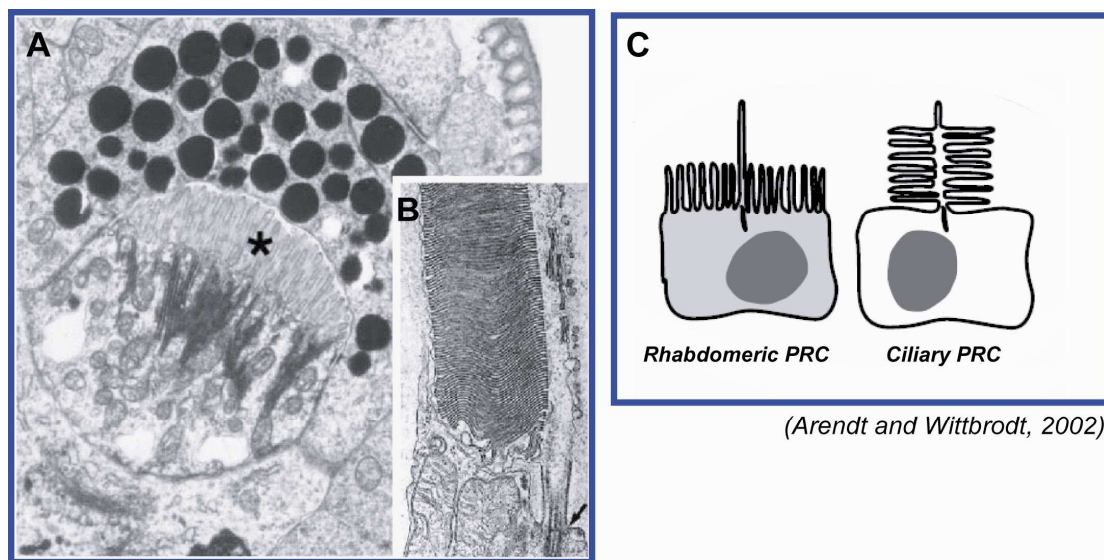 A
*
B
C
Rhabdomeric PRC
Ciliary PRC
(Arendt and Wittbrodt, 2002)